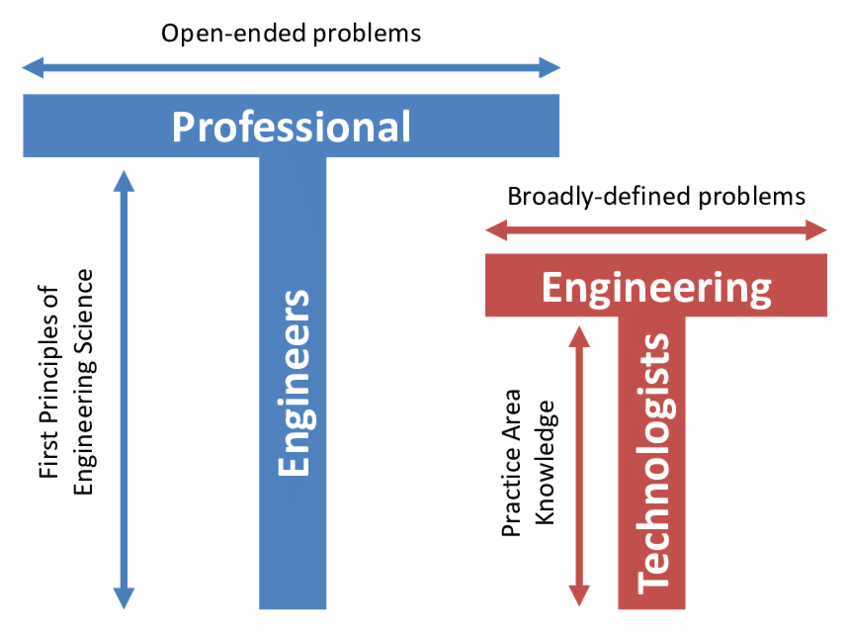 Open-ended problems
Professional
Engineers
First Principles of
Engineering Science
Broadly-defined problems
Engineering
Technologists
Practice Area
Knowledge